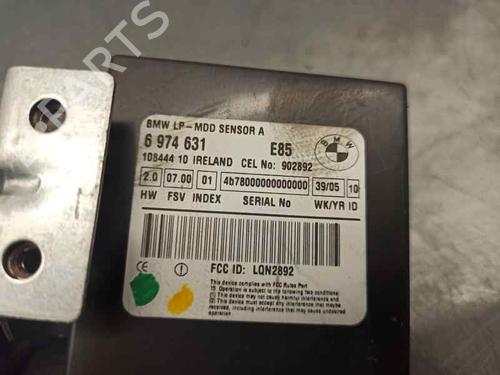 BMW LP-MDD SENSOR A
6 974 631 E85
BMW
108444 10 IRELAND CEL No: 902892
2.0 07.00 01 4b78000000000000 39/05 10
HW FSV INDEX SERIAL No WK/YR ID
CE FCC ID: LQN2892
This device complies with FCC Rules Part
15 Operation is subject to the following two conditions
(1) This device may not cause harmful interference, and
(2) This device must accept any interference received
including interference that may cause undesired
operation